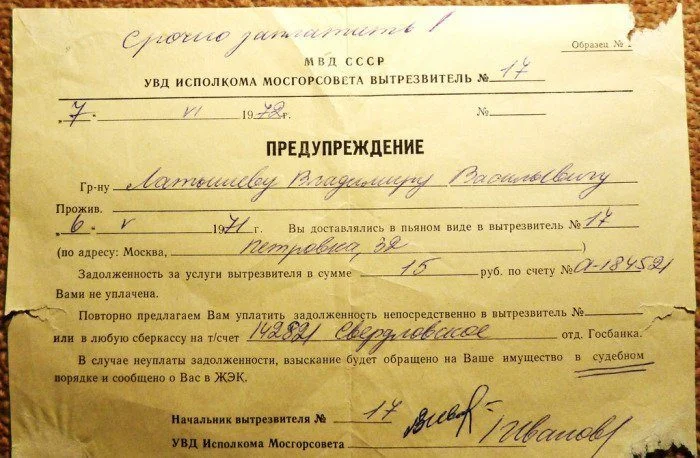 Срочно заплатить!
Образец №
МВД СССР
УВД ИСПОЛКОМА МОСГОРСОВЕТА ВЫТРЕЗВИТЕЛЬ № 17
„ 7 " VI 1972 г. №
ПРЕДУПРЕЖДЕНИЕ
Гр-ну Латышеву Владимиру Васильевичу
Прожив.
„ 6 " V 1971 г. Вы доставлялись в пьяном виде в вытрезвитель № 17
(по адресу: Москва, Петровка, 32 )
Задолженность за услуги вытрезвителя в сумме 15 руб. по счету № А-184521
Вами не уплачена.
Повторно предлагаем Вам уплатить задолженность непосредственно в вытрезвитель №
или в любую сберкассу на т/счет 142821 Свердловское отд. Госбанка.
В случае неуплаты задолженности, взыскание будет обращено на Ваше имущество в судебном
порядке и сообщено о Вас в ЖЭК.
Начальник вытрезвителя № 17
УВД Исполкома Мосгорсовета Иванов